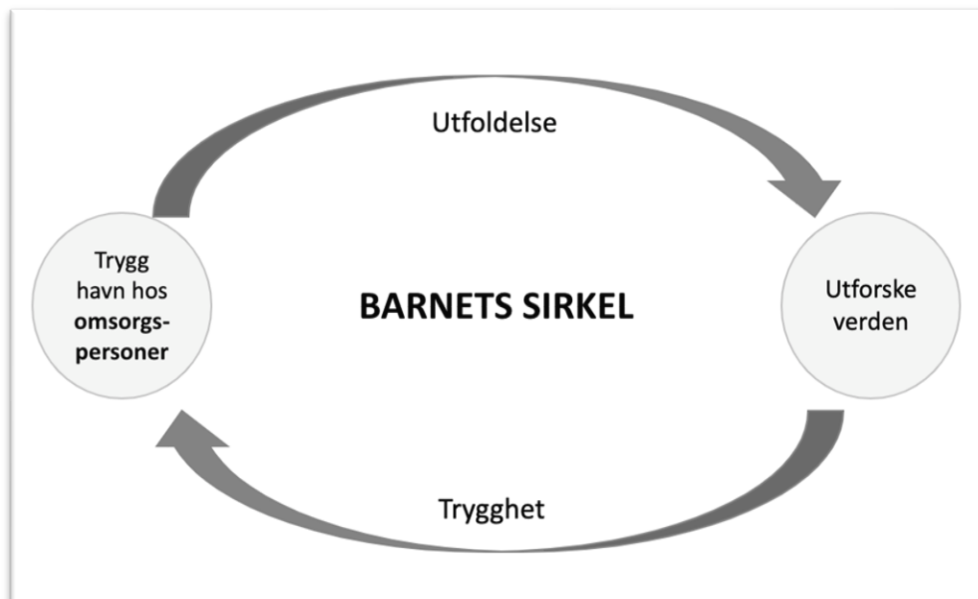 Utfoldelse
Trygg
havn hos
omsorgs-
personer
BARNETS SIRKEL
Utforske
verden
Trygghet